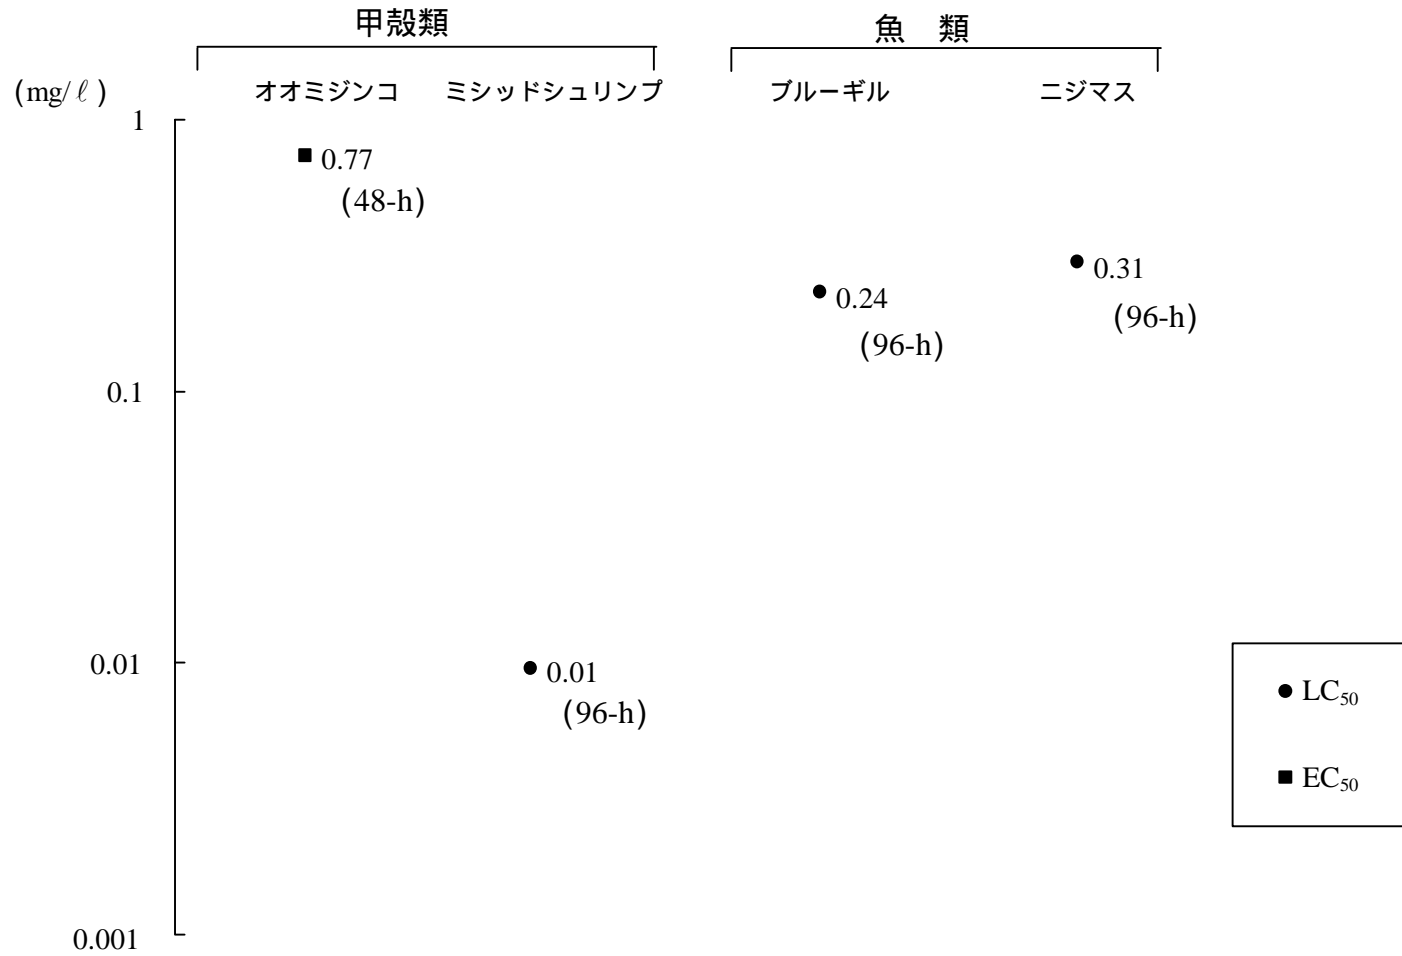 甲殻類 魚 類
(mg/ℓ) オオミジンコ ミシッドシュリンプ ブルーギル ニジマス
1
0.77
(48-h)
0.31
(96-h)
0.24
(96-h)
0.1
0.01
0.01
(96-h)
LC₅₀
EC₅₀
0.001